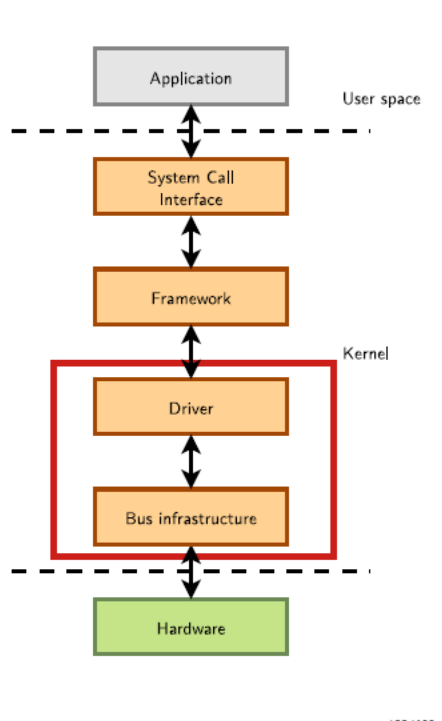 Application
User space
System Call
Interface
Framework
Kernel
Driver
Bus infrastructure
Hardware